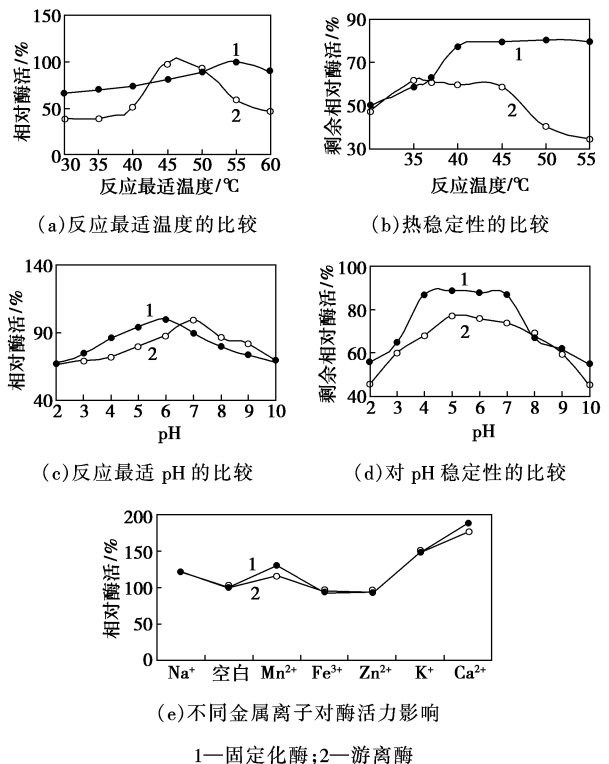 相对酶活/%
150
100
50
0
1
2
30 35 40 45 50 55 60
反应最适温度/℃
(a)反应最适温度的比较
剩余相对酶活/%
90
70
50
30
1
2
35 40 45 50 55
反应温度/℃
(b)热稳定性的比较
相对酶活/%
140
90
40
1
2
2 3 4 5 6 7 8 9 10
pH
(c)反应最适 pH 的比较
剩余相对酶活/%
100
80
60
40
1
2
2 3 4 5 6 7 8 9 10
pH
(d)对 pH 稳定性的比较
相对酶活/%
200
150
100
50
0
1
2
Na⁺ 空白 Mn²⁺ Fe³⁺ Zn²⁺ K⁺ Ca²⁺
(e)不同金属离子对酶活力影响
1—固定化酶;2—游离酶